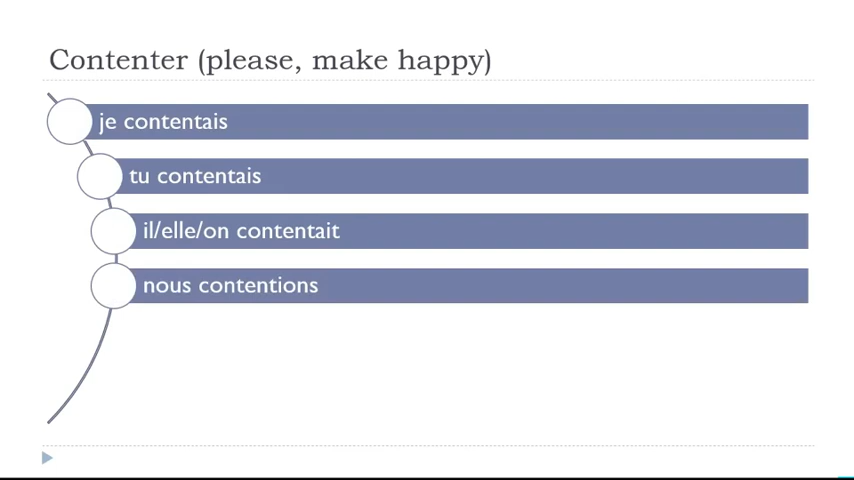 Contenter (please, make happy)
je contentais
tu contentais
il/elle/on contentait
nous contentions